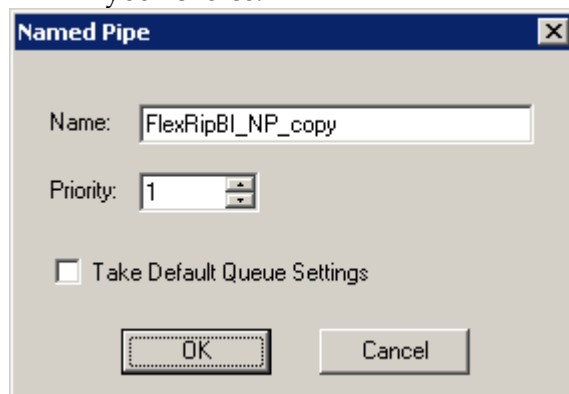 Named Pipe
Name: FlexRipBI_NP_copy
Priority: 1
Take Default Queue Settings
OK Cancel